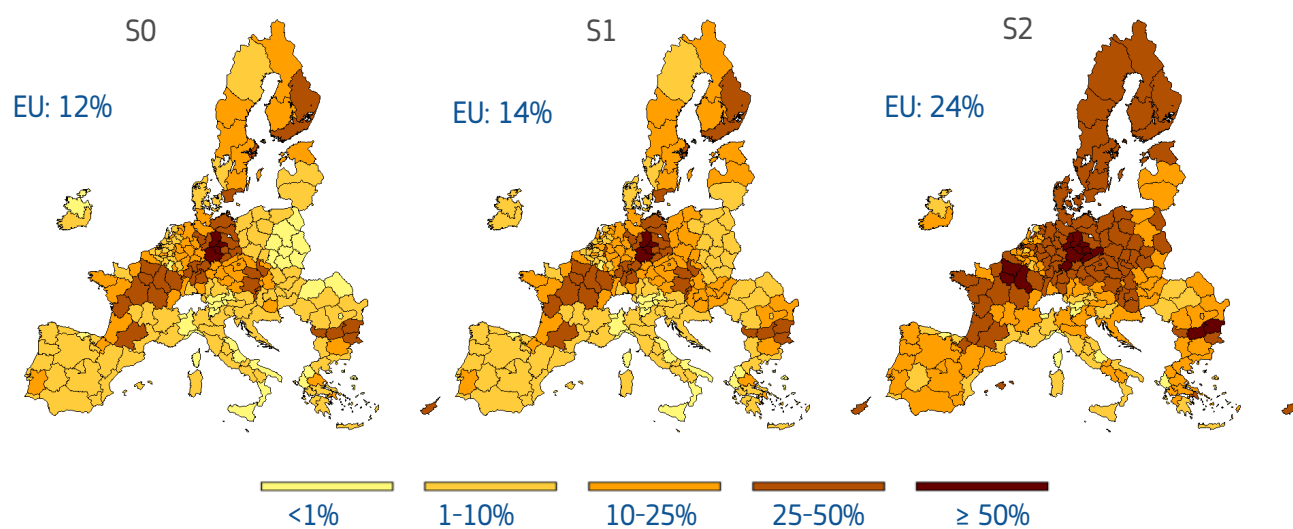 S0
S1
S2
EU: 12%
EU: 14%
EU: 24%
<1%
1-10%
10-25%
25-50%
≥ 50%